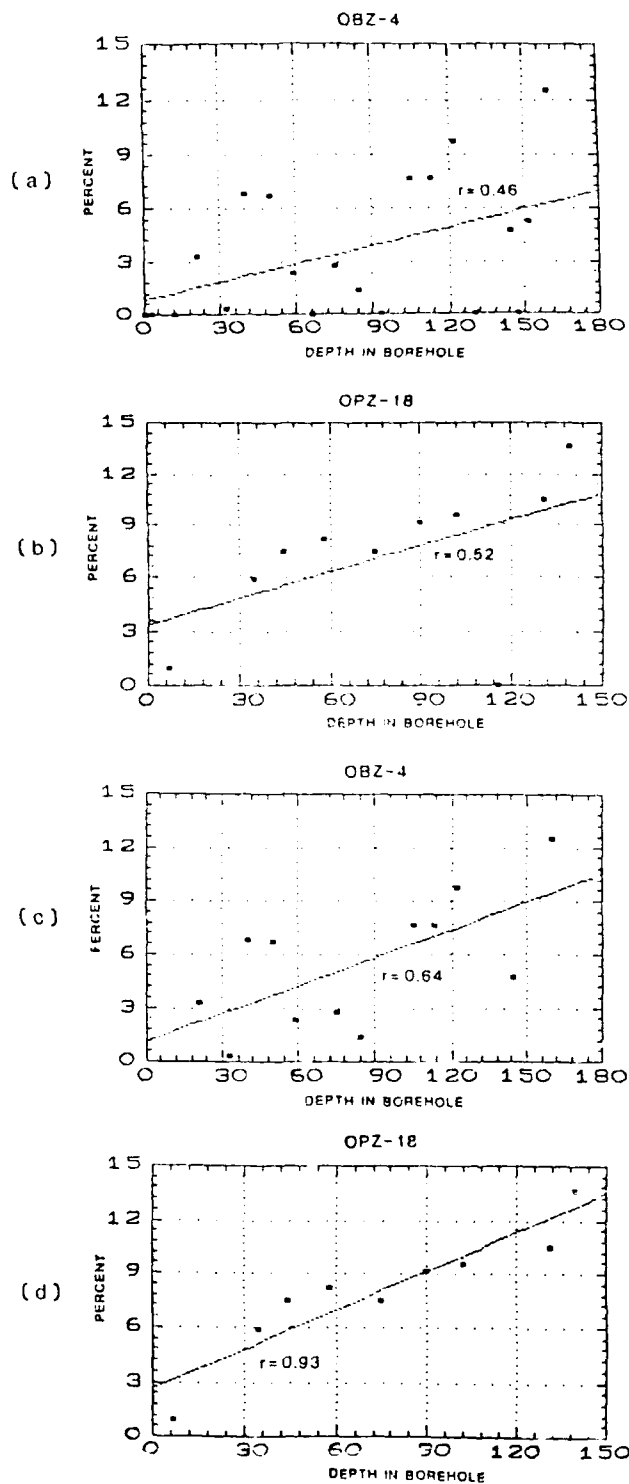 OBZ-4
(a)
PERCENT
15
12
9
6
3
0
r=0.46
0 30 60 90 120 150 180
DEPTH IN BOREHOLE
OPZ-18
(b)
PERCENT
15
12
9
6
3
0
r=0.52
0 30 60 90 120 150
DEPTH IN BOREHOLE
OBZ-4
(c)
PERCENT
15
12
9
6
3
0
r=0.64
0 30 60 90 120 150 180
DEPTH IN BOREHOLE
OPZ-18
(d)
PERCENT
15
12
9
6
3
0
r=0.93
0 30 60 90 120 150
DEPTH IN BOREHOLE